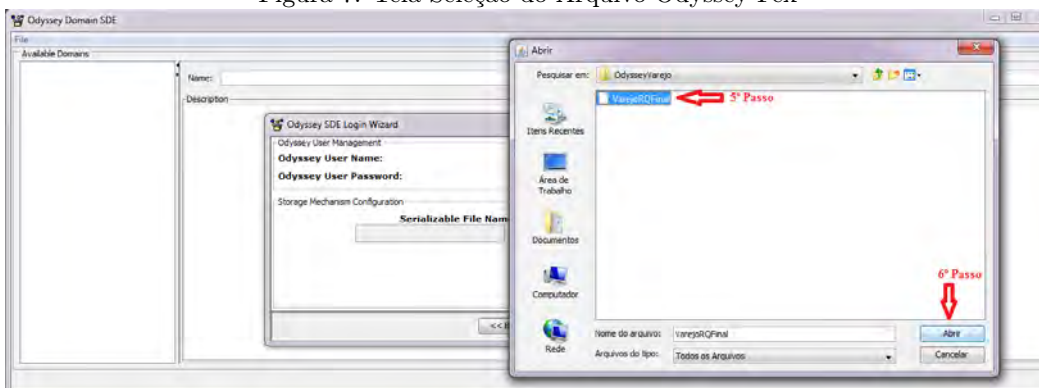 Odyssey Domain SDE
File
Available Domains
Name:
Description
Odyssey SDE Login Wizard
Odyssey User Management
Odyssey User Name:
Odyssey User Password:
Storage Mechanism Configuration
Serializable File Nam
<<
Abrir
Pesquisar em:
OdysseyVarejo
VarejoRQFinal
5º Passo
Itens Recentes
Área de
Trabalho
Documentos
Computador
Rede
6º Passo
Nome do arquivo:
VarejoRQFinal
Abrir
Arquivos do tipo:
Todos os Arquivos
Cancelar